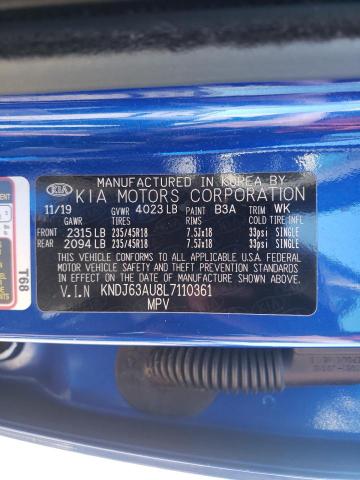 MANUFACTURED IN KOREA BY
KIA KIA MOTORS CORPORATION
11/19 GVWR 4023 LB PAINT B3A TRIM WK
COLD TIRE INFL
FRONT 2315 LB 235/45R18 7.5Jx18 33psi SINGLE
REAR 2094 LB 235/45R18 7.5Jx18 33psi SINGLE
THIS VEHICLE CONFORMS TO ALL APPLICABLE U.S.A. FEDERAL
MOTOR VEHICLE SAFETY AND THEFT PREVENTION STANDARDS
IN EFFECT ON THE DATE OF MANUFACTURE SHOWN ABOVE.
V.I.N KNDJ63AU8L7110361
MPV
T68